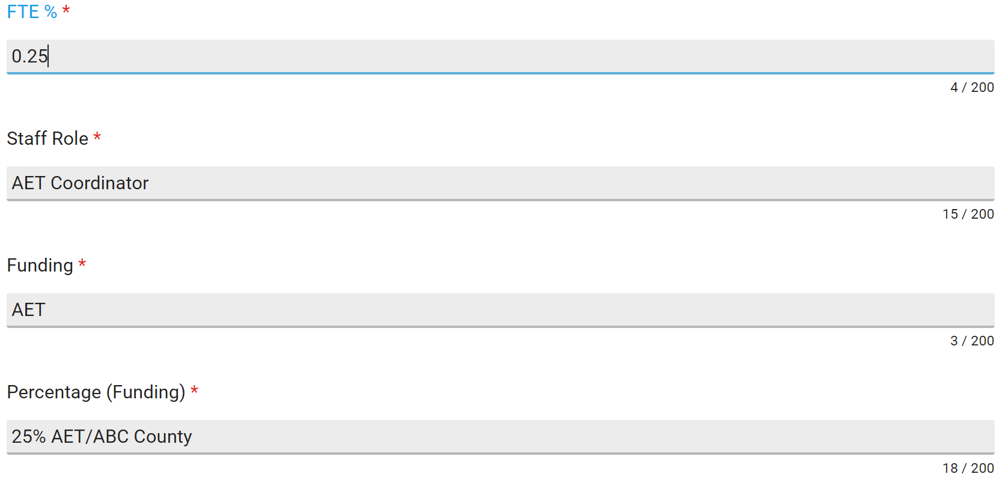 FTE % *
0.25
4 / 200
Staff Role *
AET Coordinator
15 / 200
Funding *
AET
3 / 200
Percentage (Funding) *
25% AET/ABC County
18 / 200